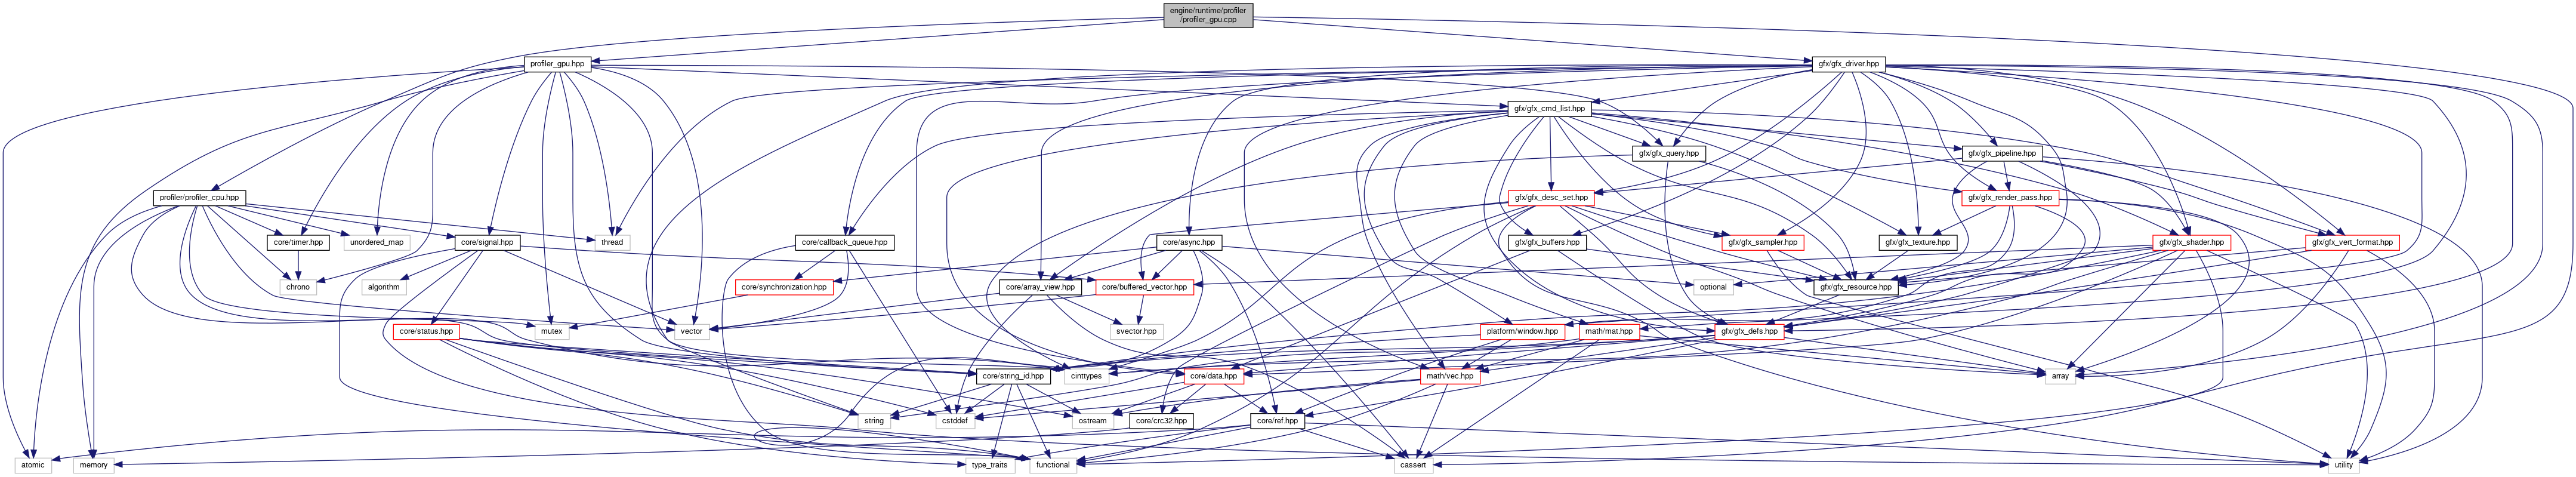 engine/runtime/profiler
/profiler_gpu.cpp
profiler_gpu.hpp
gfx/gfx_driver.hpp
gfx/gfx_cmd_list.hpp
gfx/gfx_query.hpp
gfx/gfx_pipeline.hpp
profiler/profiler_cpu.hpp
gfx/gfx_desc_set.hpp
gfx/gfx_render_pass.hpp
core/timer.hpp
unordered_map
core/signal.hpp
thread
core/callback_queue.hpp
core/async.hpp
gfx/gfx_buffers.hpp
gfx/gfx_sampler.hpp
gfx/gfx_texture.hpp
gfx/gfx_shader.hpp
gfx/gfx_vert_format.hpp
chrono
algorithm
core/synchronization.hpp
core/array_view.hpp
core/buffered_vector.hpp
optional
gfx/gfx_resource.hpp
core/status.hpp
mutex
vector
svector.hpp
platform/window.hpp
math/mat.hpp
gfx/gfx_defs.hpp
core/string_id.hpp
cinttypes
core/data.hpp
math/vec.hpp
array
string
cstddef
ostream
core/crc32.hpp
core/ref.hpp
atomic
memory
type_traits
functional
cassert
utility